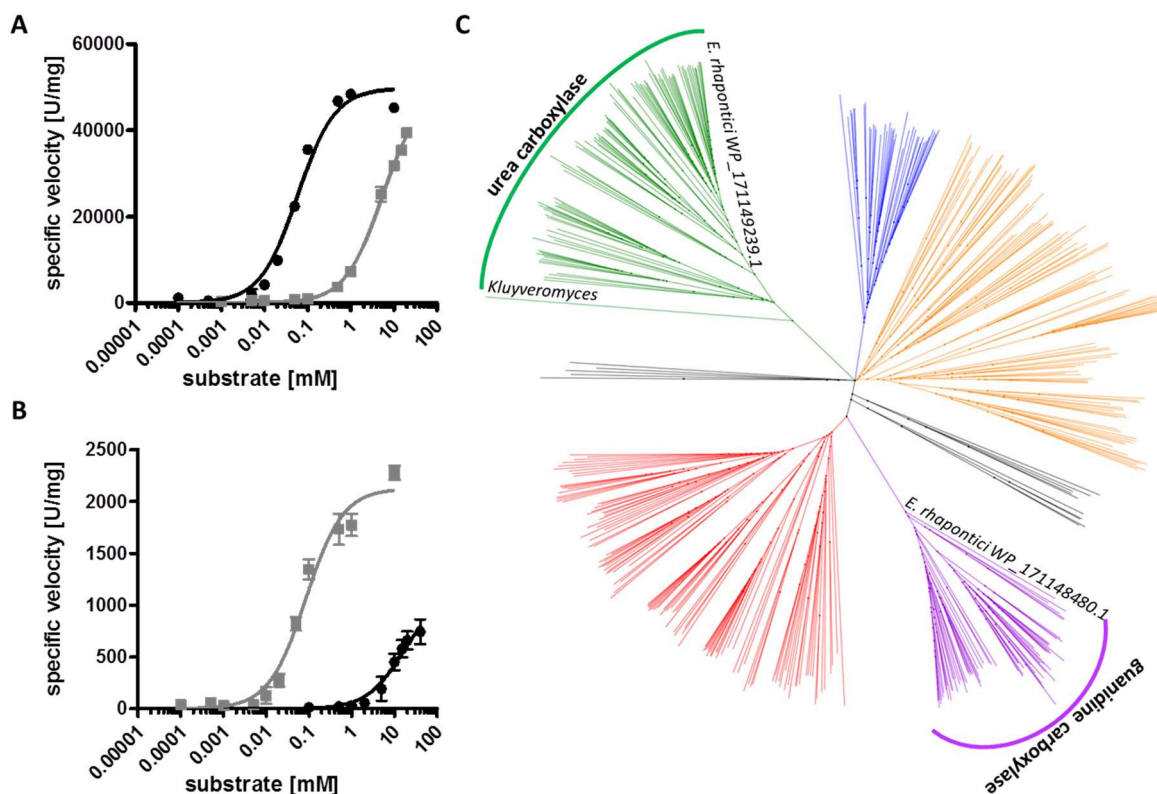 A
60000
40000
20000
0
specific velocity [U/mg]
0.00001
0.0001
0.001
0.01
0.1
1
10
100
substrate [mM]
B
2500
2000
1500
1000
500
0
specific velocity [U/mg]
0.00001
0.0001
0.001
0.01
0.1
1
10
100
substrate [mM]
C
urea carboxylase
E. rhapontici WP_171149239.1
Kluyveromyces
E. rhapontici WP_171148480.1
guanidine carboxylase